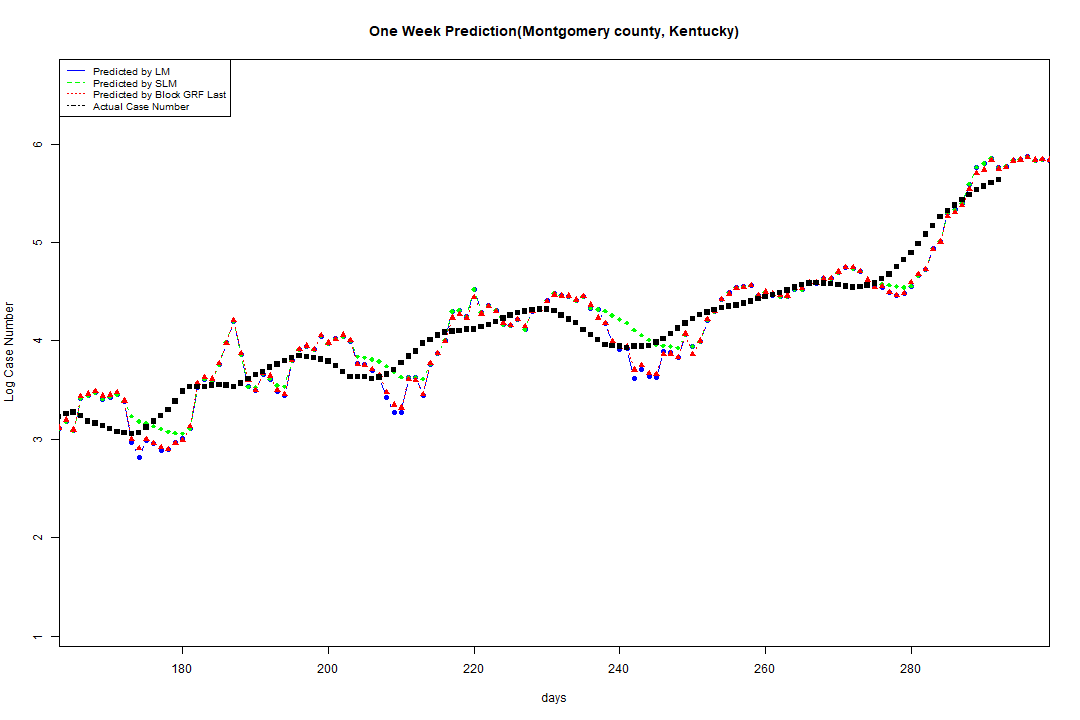 One Week Prediction(Montgomery county, Kentucky)
Predicted by LM
Predicted by SLM
Predicted by Block GRF Last
Actual Case Number
6
5
4
3
2
1
Log Case Number
180 200 220 240 260 280
days